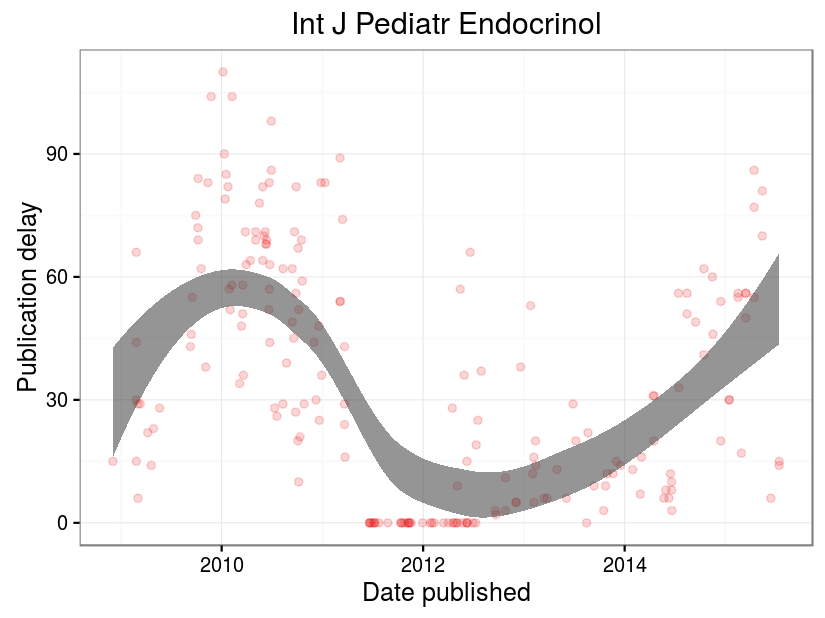 Int J Pediatr Endocrinol
Publication delay
90
60
30
0
2010 2012 2014
Date published